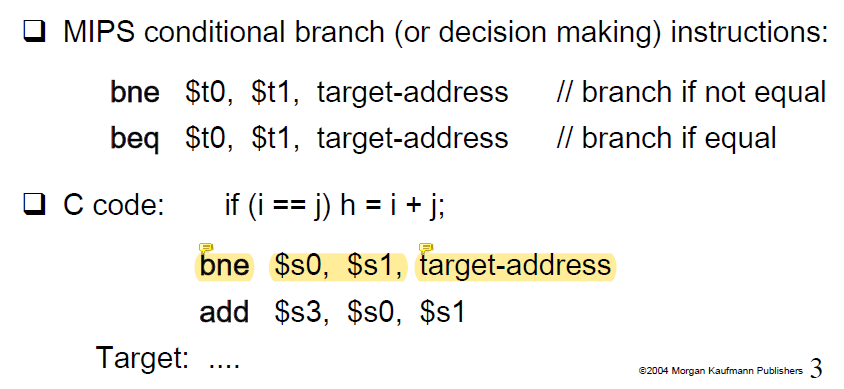 MIPS conditional branch (or decision making) instructions:
bne $t0, $t1, target-address // branch if not equal
beq $t0, $t1, target-address // branch if equal
C code: if (i == j) h = i + j;
bne $s0, $s1, target-address
add $s3, $s0, $s1
Target: ....
©2004 Morgan Kaufmann Publishers 3